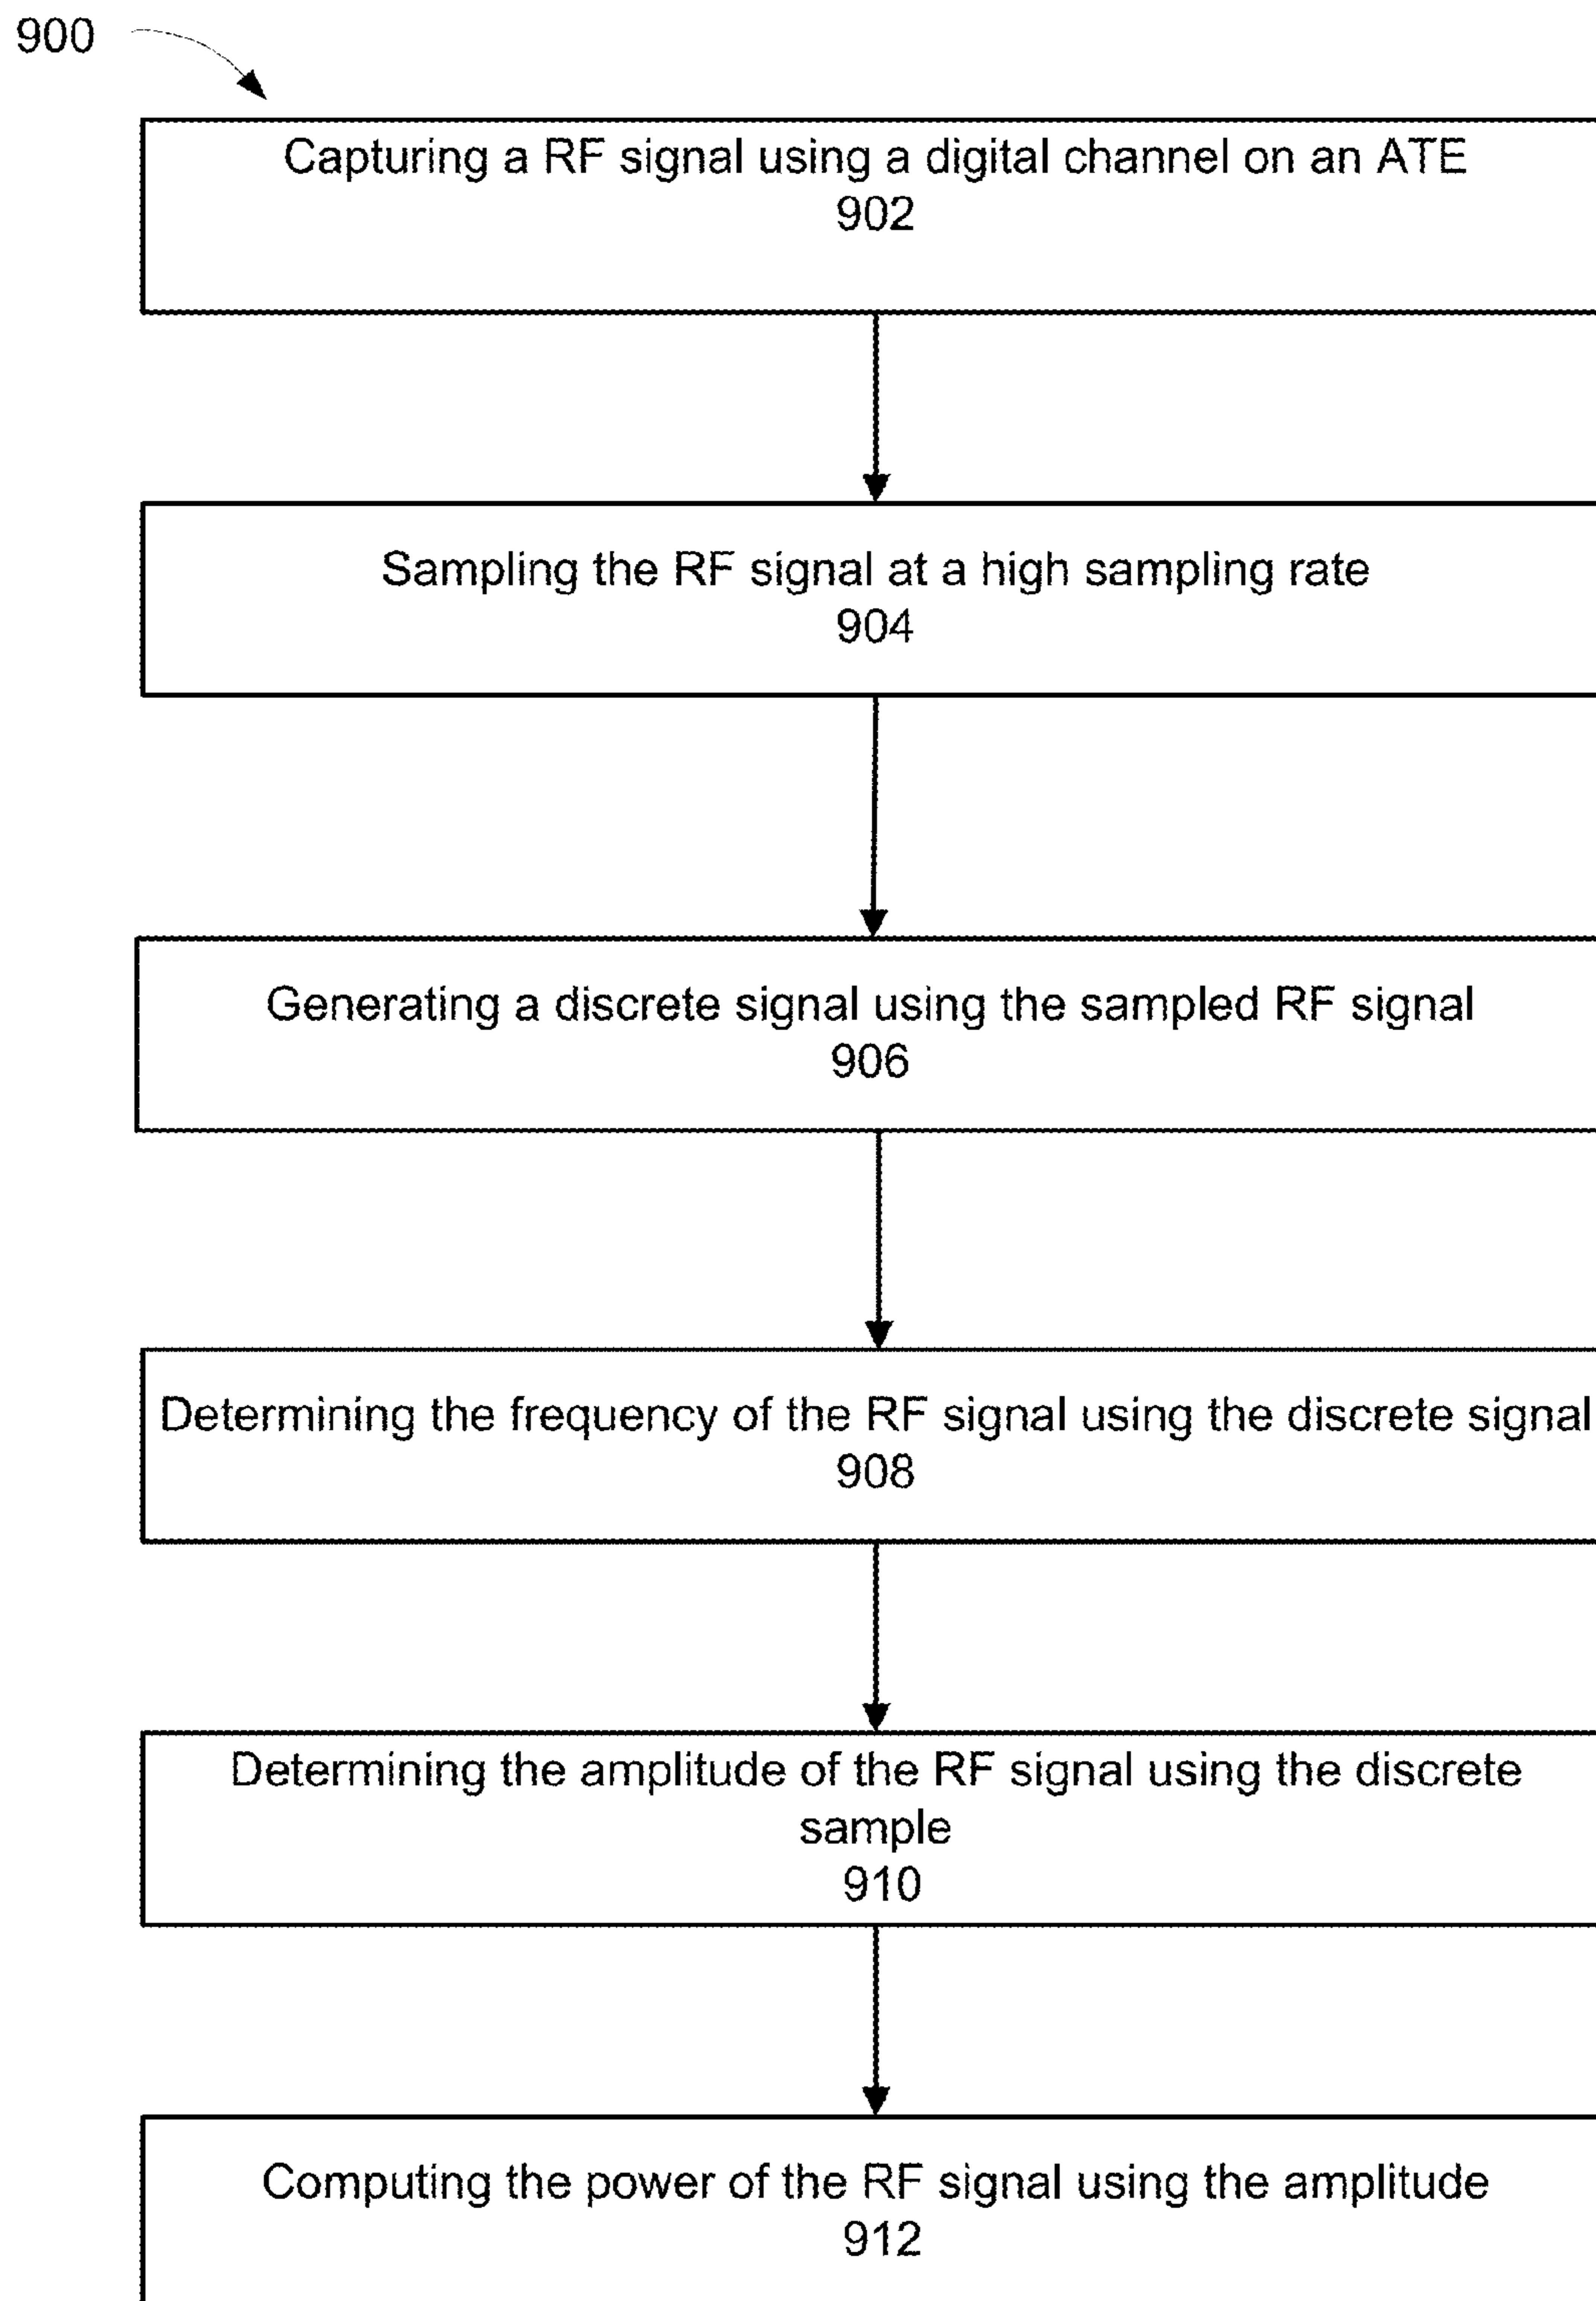 900
Capturing a RF signal using a digital channel on an ATE
902
Sampling the RF signal at a high sampling rate
904
Generating a discrete signal using the sampled RF signal
906
Determining the frequency of the RF signal using the discrete signal
908
Determining the amplitude of the RF signal using the discrete
sample
910
Computing the power of the RF signal using the amplitude
912